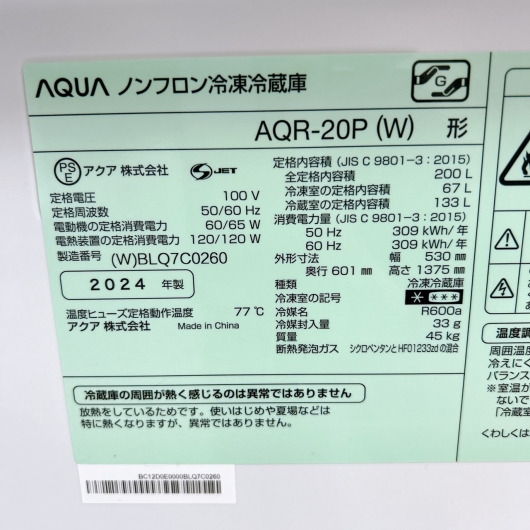 AQUA ノンフロン冷凍冷蔵庫
G
AQR-20P (W) 形
PS
E
アクア 株式会社
S JET
定格電圧 100 V
定格周波数 50/60 Hz
電動機の定格消費電力 60/65 W
電熱装置の定格消費電力 120/120 W
製造番号 (W)BLQ7C0260
2024 年製
温度ヒューズ定格動作温度 77℃
アクア 株式会社 Made in China
定格内容積 (JIS C 9801-3:2015)
全定格内容積 200 L
冷凍室の定格内容積 67 L
冷蔵室の定格内容積 133 L
消費電力量 (JIS C 9801-3:2015)
50 Hz 309 kWh/年
60 Hz 309 kWh/年
外形寸法 幅 530 ㎜
奥行 601 ㎜ 高さ 1375 ㎜
種類 冷凍冷蔵庫
冷凍室の記号 * ***
冷媒名 R600a
冷媒封入量 33 g
質量 45 kg
断熱発泡ガス シクロペンタンとHFO1233zdの混合
冷蔵庫の周囲が熱く感じるのは異常ではありません
放熱をしているためです。使いはじめや夏場などは
特に熱くなりますが、異常ではありません。
BC12D0E0000BLQ7C0260
温度調
周囲温度
冷えにく
バランス
※室温が
ないで
「冷蔵室
くわしくは